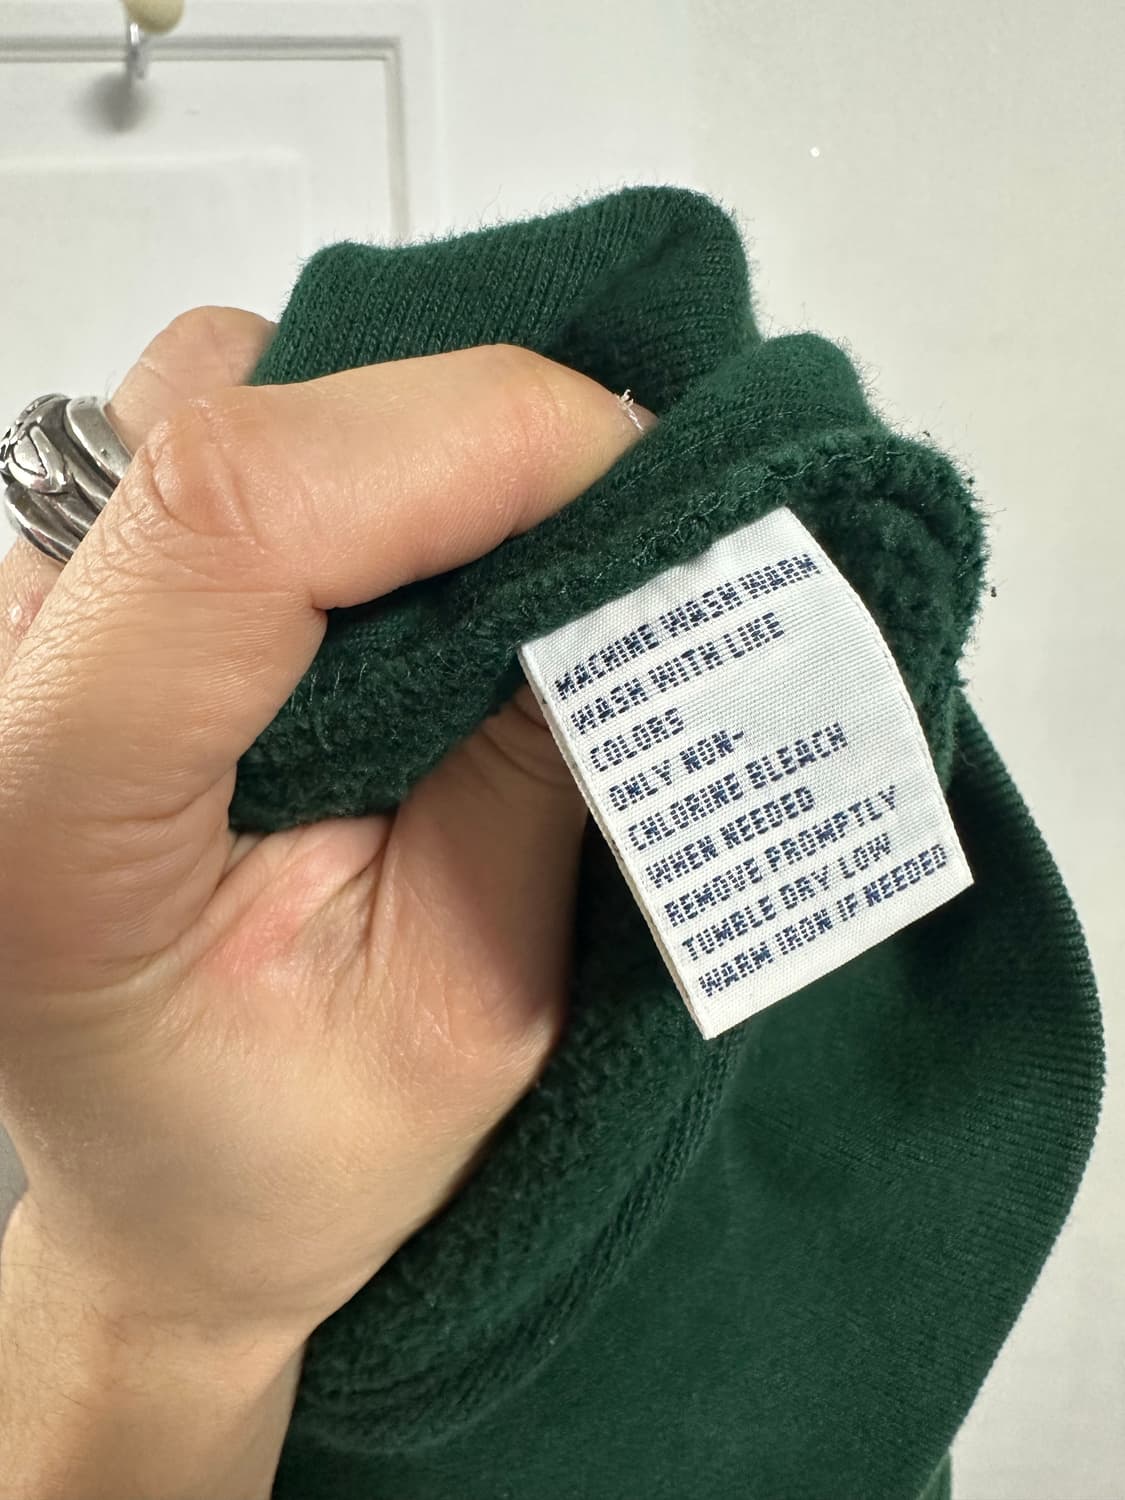 MACHINE WASH WARM
WASH WITH LIKE
COLORS
ONLY NON-
CHLORINE BLEACH
WHEN NEEDED
REMOVE PROMPTLY
TUMBLE DRY LOW
WARM IRON IF NEEDED